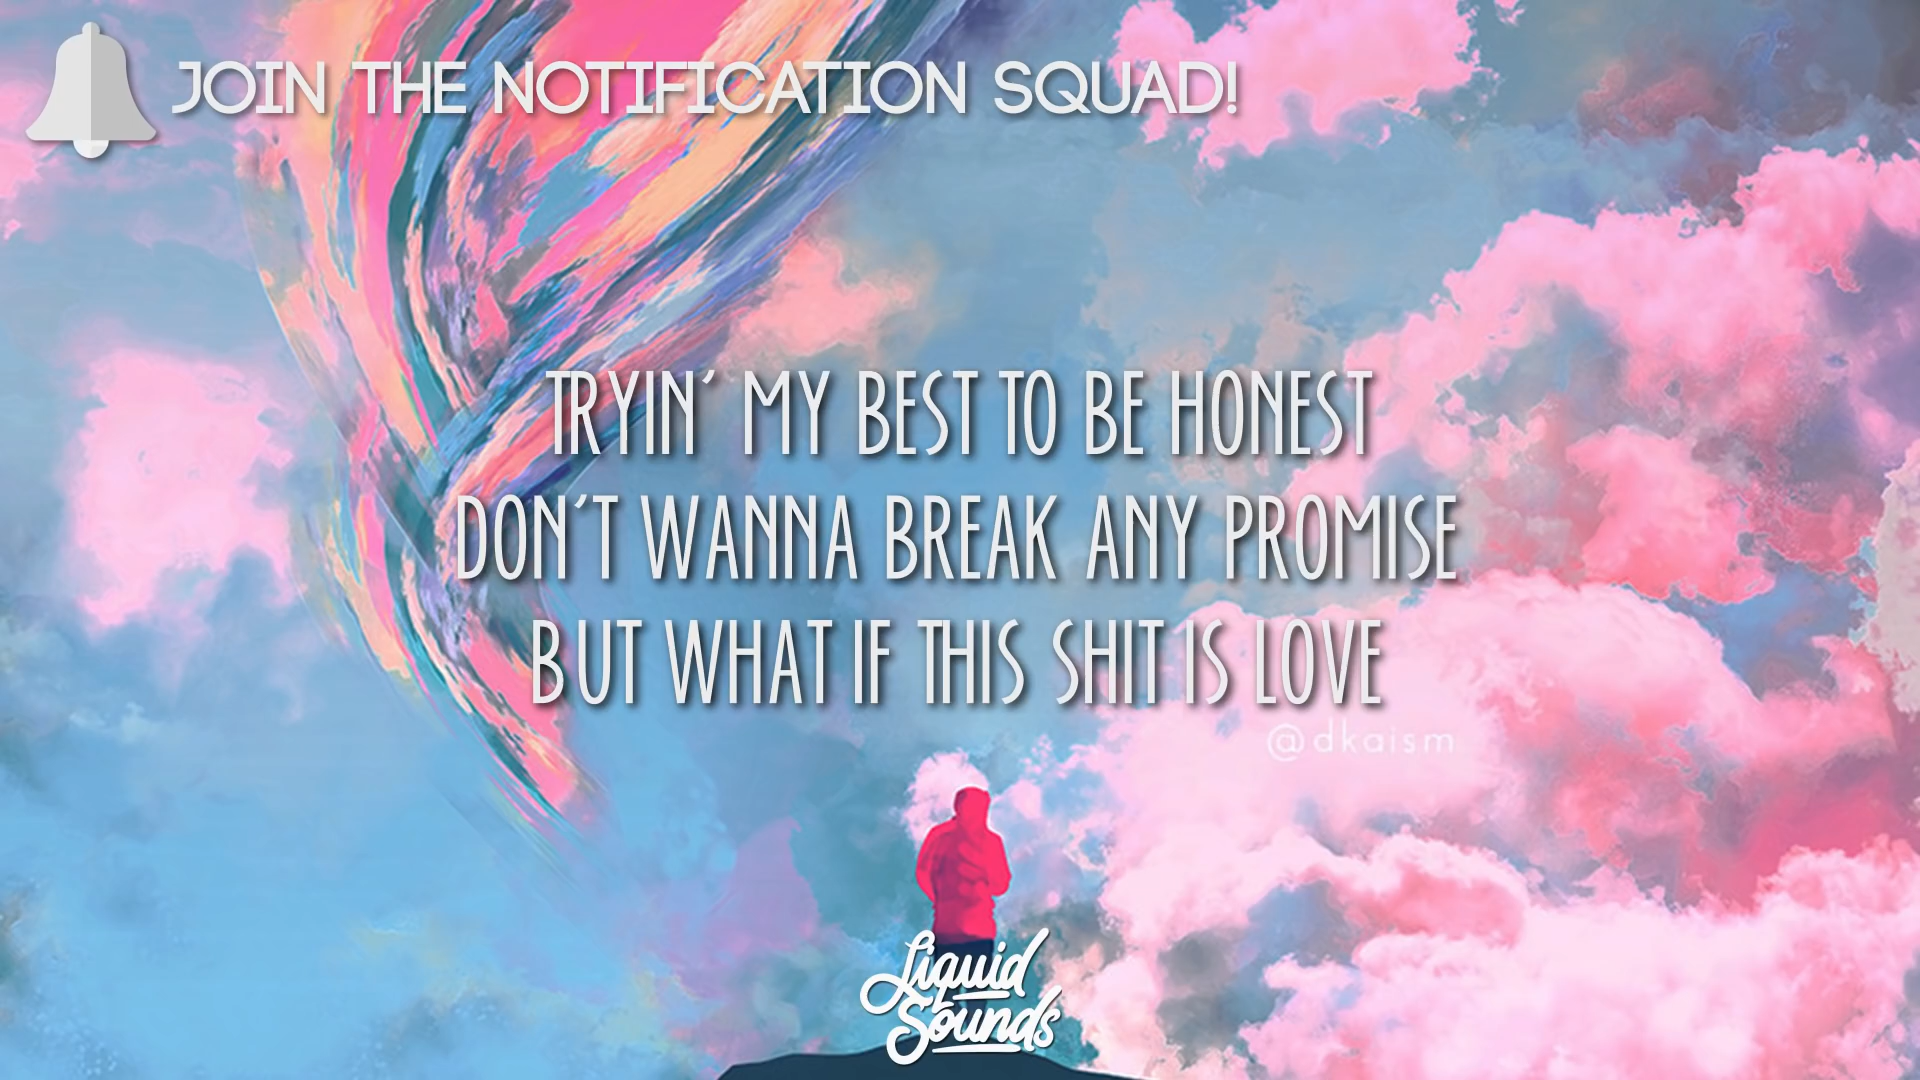 JOIN THE NOTIFICATION SQUAD!
TRYIN' MY BEST TO BE HONEST
DON'T WANNA BREAK ANY PROMISE
BUT WHAT IF THIS SHIT IS LOVE
@dkaism
Liquid
Sounds